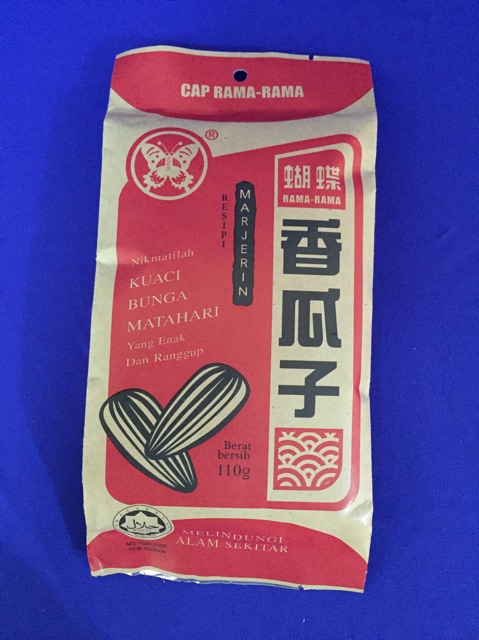 CAP RAMA-RAMA
®
蝴蝶
RAMA-RAMA
香瓜子
RESIPI
MARJERIN
Nikmatilah
KUACI
BUNGA
MATAHARI
Yang Enak
Dan Ranggup
Berat
bersih
110g
حلال
MELINDUNGI
ALAM SEKITAR